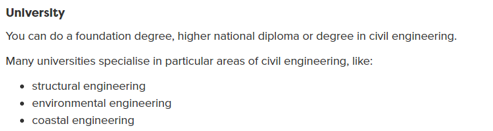 University
You can do a foundation degree, higher national diploma or degree in civil engineering.
Many universities specialise in particular areas of civil engineering, like:
• structural engineering
• environmental engineering
• coastal engineering